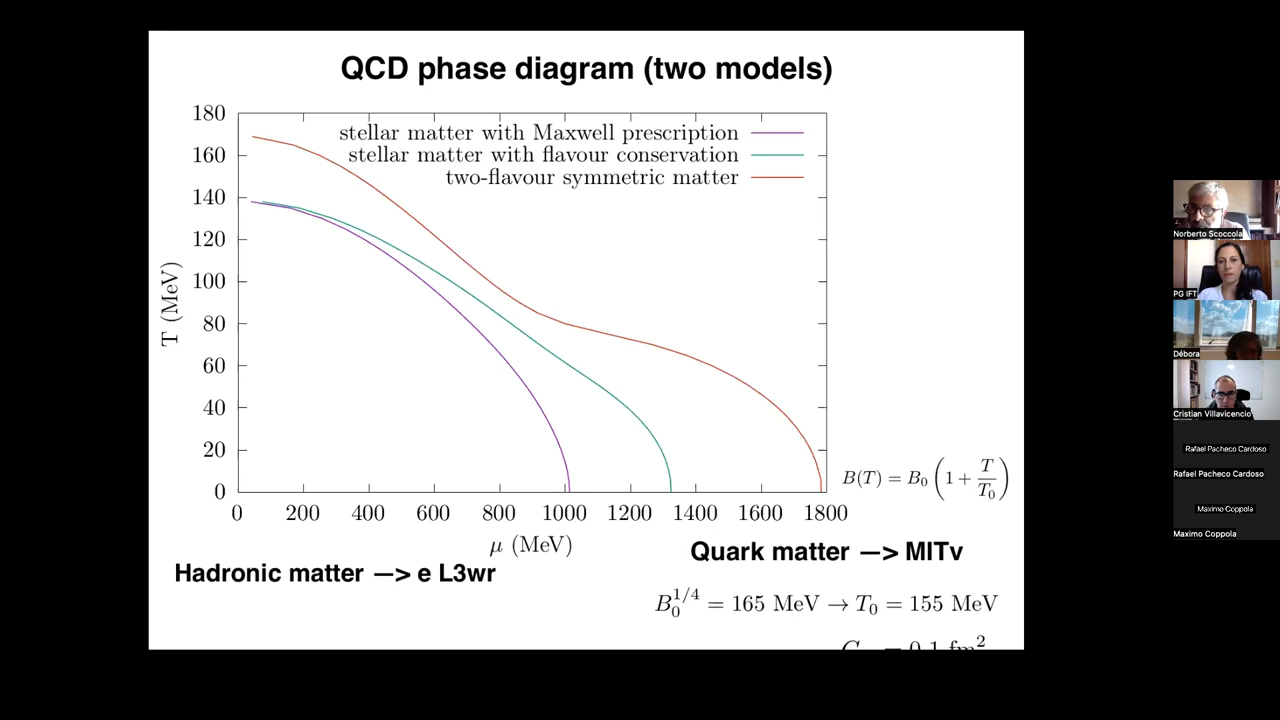 QCD phase diagram (two models)
stellar matter with Maxwell prescription
stellar matter with flavour conservation
two-flavour symmetric matter
180
160
140
120
100
80
60
40
20
0
T (MeV)
0 200 400 600 800 1000 1200 1400 1600 1800
μ (MeV)
B(T) = B₀ (1 + T/T₀)
Hadronic matter —> e L3wr
Quark matter —> MITv
B₀^{1/4} = 165 MeV → T₀ = 155 MeV
= 0.1 fm²
Norberto Scoccola
PG IFT
Débora
Cristian Villavicencio
Rafael Pacheco Cardoso
Rafael Pacheco Cardoso
Maximo Coppola
Maximo Coppola